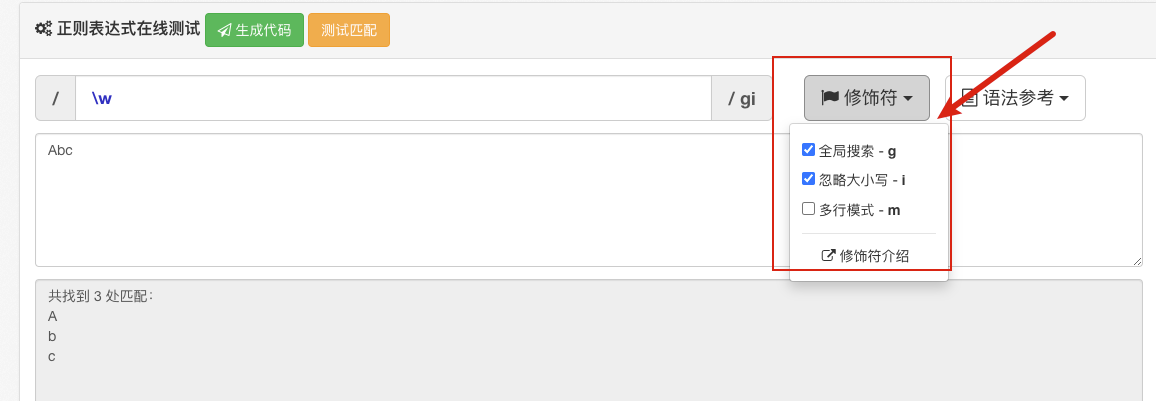 正则表达式在线测试 生成代码 测试匹配
/ \w / gi 修饰符 语法参考
Abc
全局搜索 - g
忽略大小写 - i
多行模式 - m
修饰符介绍
共找到 3 处匹配：
A
b
c